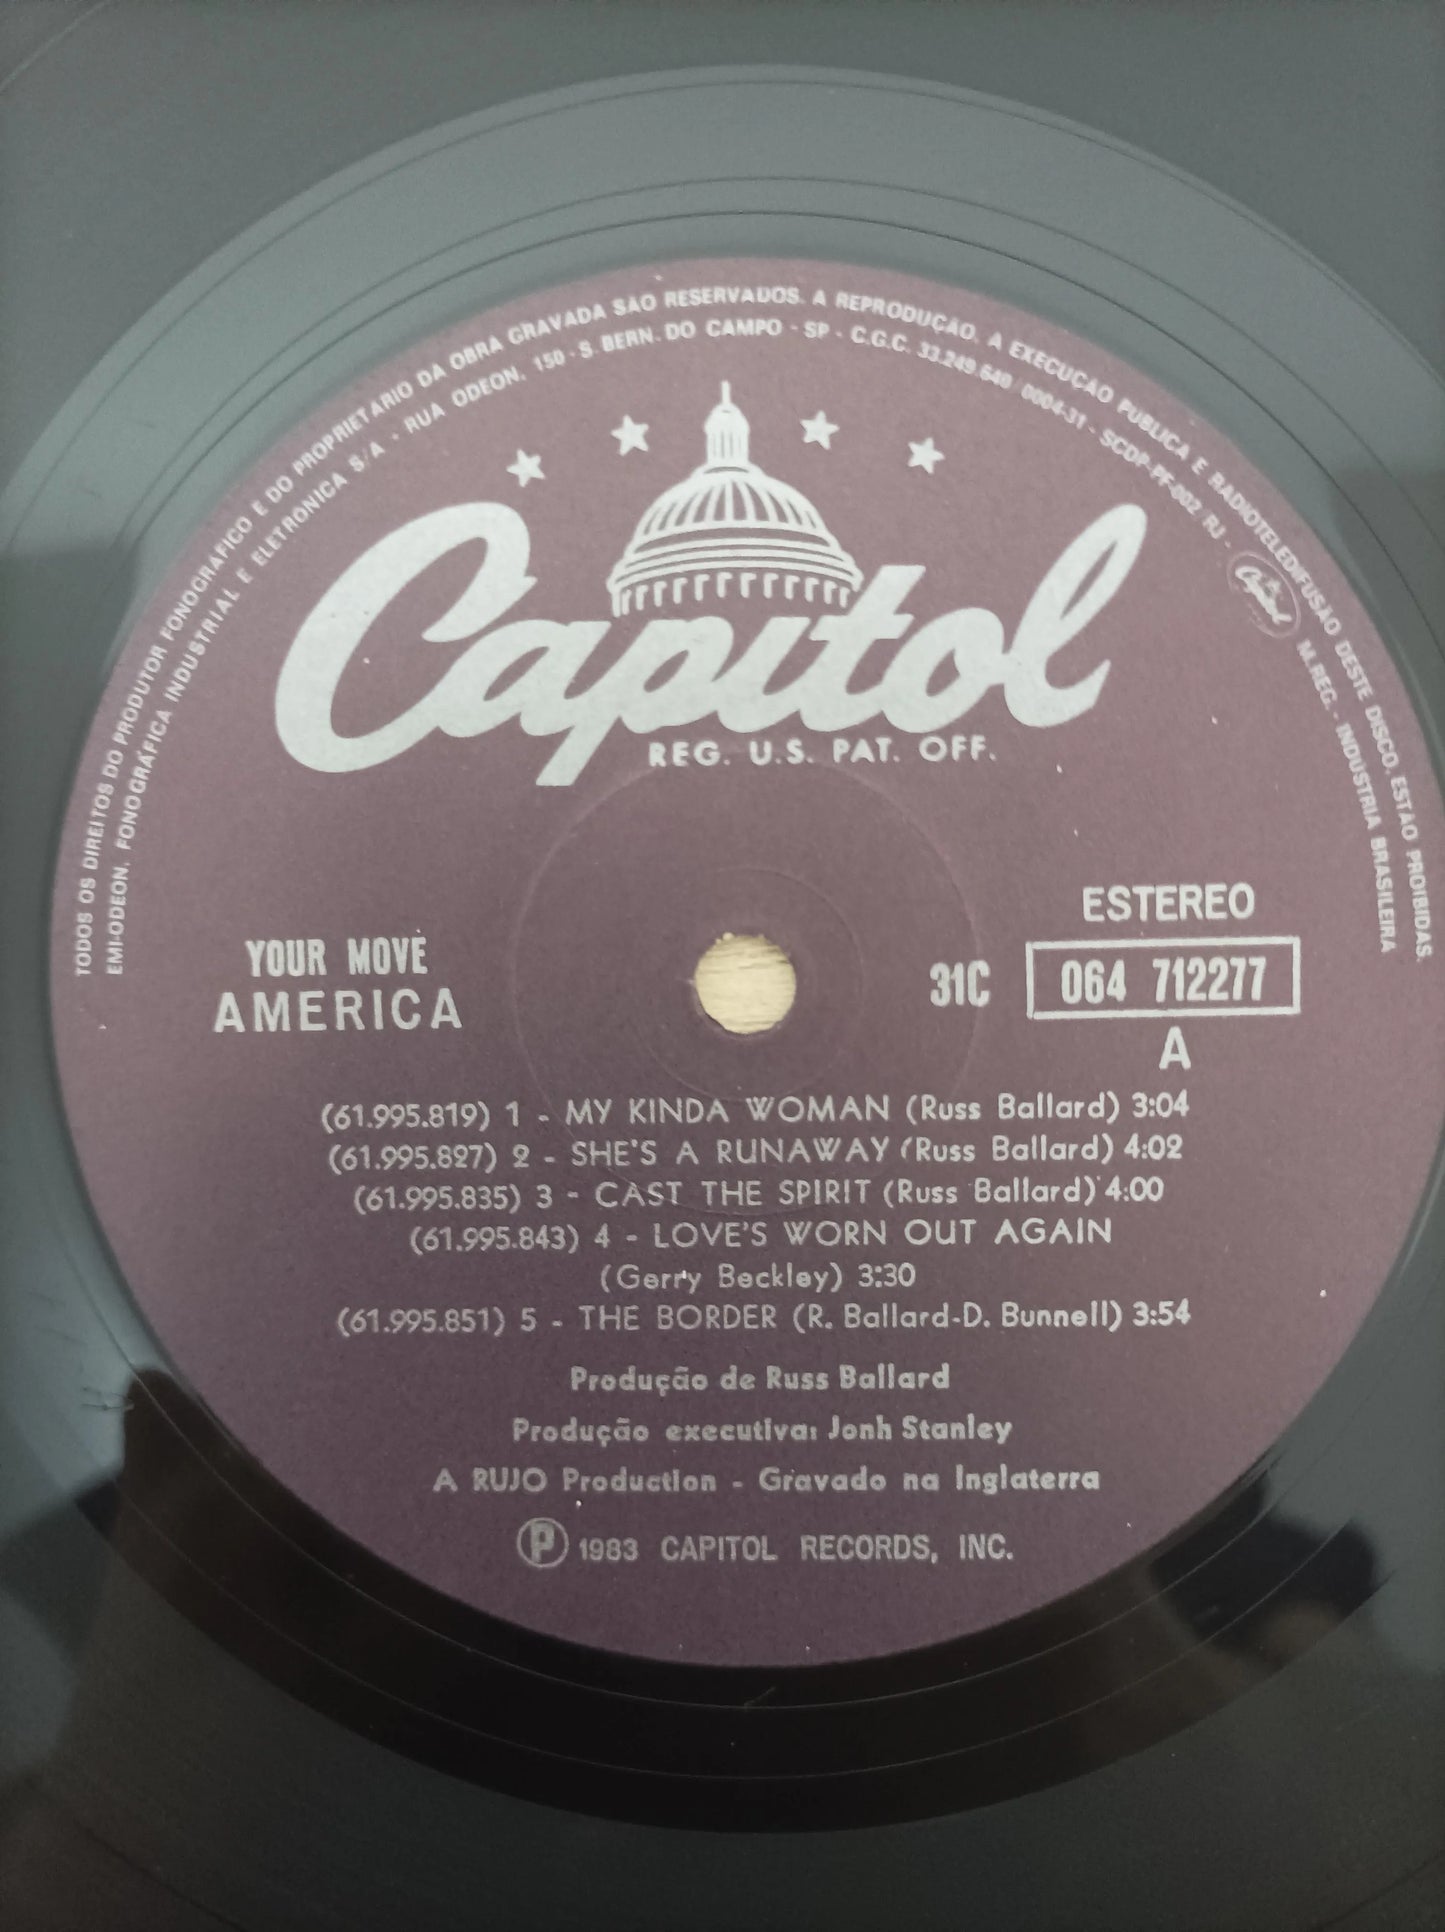 TODOS OS DIREITOS DO PRODUTOR FONOGRAFICO E DO PROPRIETARIO DA OBRA GRAVADA SÃO RESERVADOS. A REPRODUÇÃO, A EXECUÇÃO PUBLICA E RADIOTELEDIFUSÃO DESTE DISCO, ESTÃO PROIBIDAS.
EMI-ODEON. FONOGRÁFICA INDUSTRIAL E ELETRÔNICA S/A - RUA ODEON, 150 - S. BERN. DO CAMPO - SP - C.G.C. 33.249.640/0004-31 - SCDP-PF-002/RJ - Capitol M.REG. - INDÚSTRIA BRASILEIRA
Capitol
REG. U.S. PAT. OFF.
ESTEREO
YOUR MOVE
AMERICA
31C 064 712277
A
(61.995.819) 1 - MY KINDA WOMAN (Russ Ballard) 3:04
(61.995.827) 2 - SHE'S A RUNAWAY (Russ Ballard) 4:02
(61.995.835) 3 - CAST THE SPIRIT (Russ Ballard) 4:00
(61.995.843) 4 - LOVE'S WORN OUT AGAIN
(Gerry Beckley) 3:30
(61.995.851) 5 - THE BORDER (R. Ballard-D. Bunnell) 3:54
Produção de Russ Ballard
Produção executiva: Jonh Stanley
A RUJO Production - Gravado na Inglaterra
℗ 1983 CAPITOL RECORDS, INC.